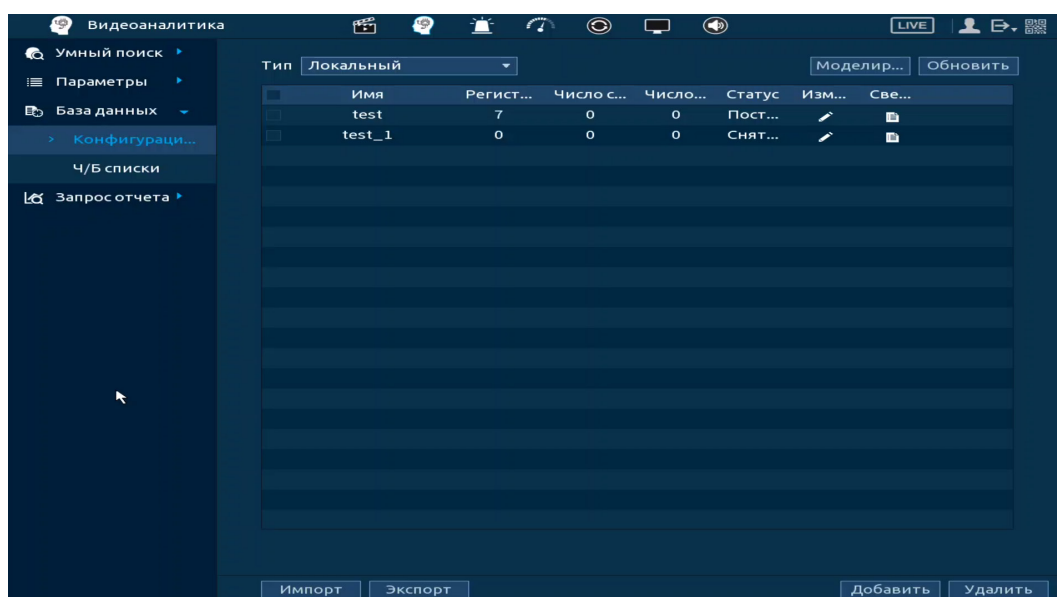 Видеоаналитика
LIVE
Умный поиск
Параметры
База данных
Конфигураци...
Ч/Б списки
Запрос отчета
Тип Локальный
Моделир... Обновить
Имя Регист... Число с... Число... Статус Изм... Све...
test 7 0 0 Пост...
test_1 0 0 0 Снят...
Импорт Экспорт Добавить Удалить